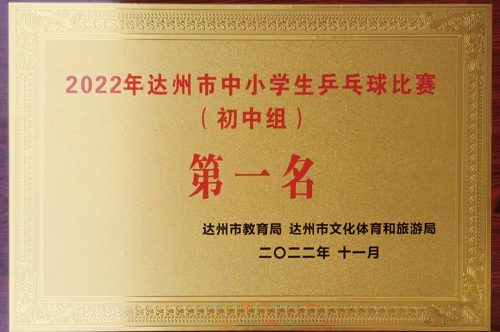 2022年达州市中小学生乒乓球比赛
（初中组）
第一名
达州市教育局 达州市文化体育和旅游局
二〇二二年 十一月